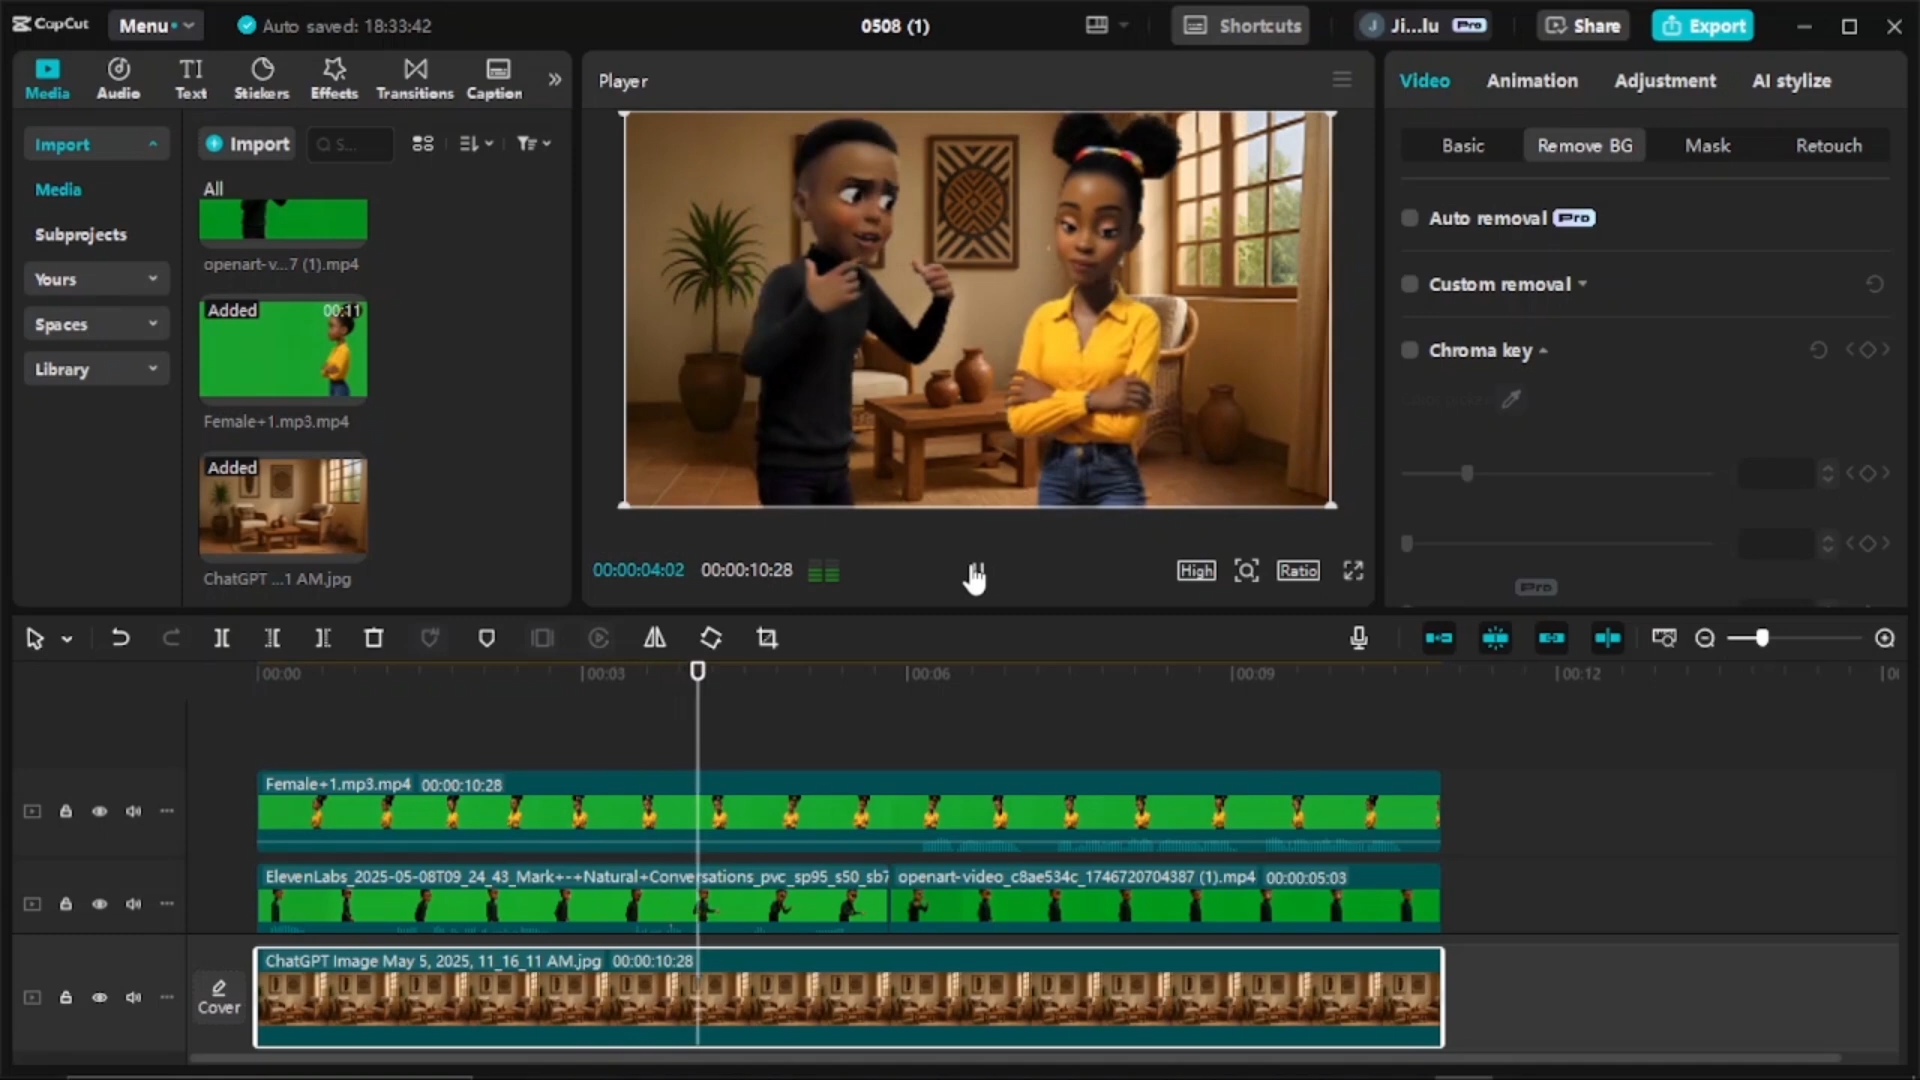 CapCut
Menu
Auto saved: 18:33:42
0508 (1)
Shortcuts
J
Ji...lu
Pro
Share
Export
Media
Audio
TI
Text
Stickers
Effects
Transitions
Caption
Player
Video
Animation
Adjustment
AI stylize
Import
Media
Subprojects
Yours
Spaces
Library
Import
S...
All
openart-v...7 (1).mp4
Added
00:11
Female+1.mp3.mp4
Added
ChatGPT ...1 AM.jpg
00:00:04:02
00:00:10:28
High
Ratio
Basic
Remove BG
Mask
Retouch
Auto removal
Pro
Custom removal
Chroma key
Pro
00:00
00:03
00:06
00:09
00:12
Female+1.mp3.mp4 00:00:10:28
ElevenLabs_2025-05-08T09_24_43_Mark+-+Natural+Conversations_pvc_sp95_s50_sb7
openart-video_c8ae534c_1746720704387 (1).mp4 00:00:05:03
Cover
ChatGPT Image May 5, 2025, 11_16_11 AM.jpg 00:00:10:28